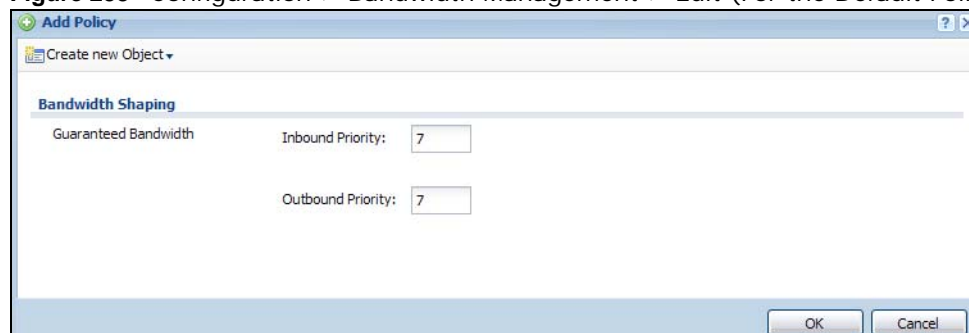 Add Policy
Create new Object
Bandwidth Shaping
Guaranteed Bandwidth Inbound Priority: 7
Outbound Priority: 7
OK Cancel